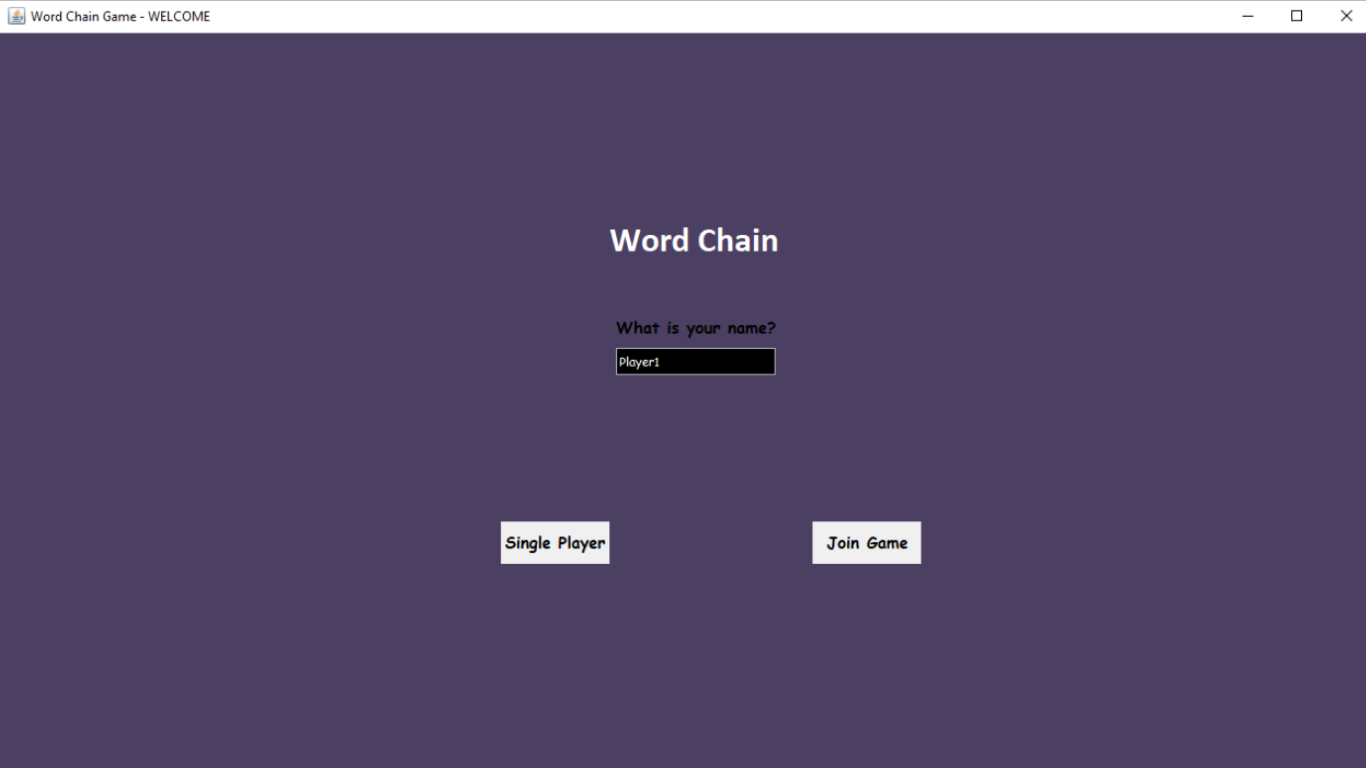 Word Chain Game - WELCOME
Word Chain
What is your name?
Player1
Single Player
Join Game